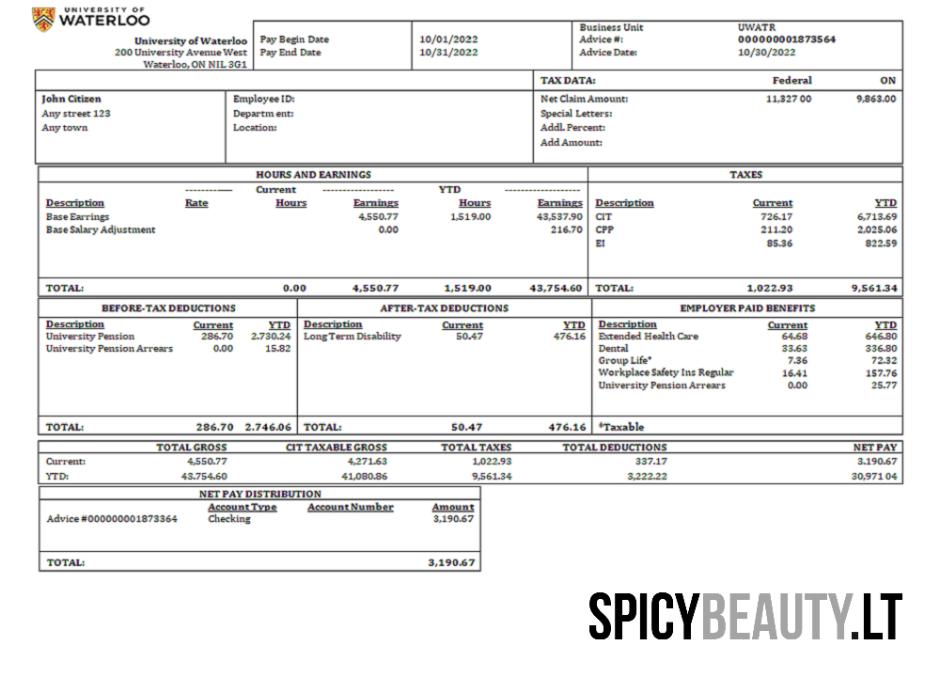 UNIVERSITY OF
WATERLOO
University of Waterloo
200 University Avenue West
Waterloo, ON NIL 3G1
Pay Begin Date 10/01/2022
Pay End Date 10/31/2022
Business Unit UWATR
Advice #: 000000001873564
Advice Date: 10/30/2022
TAX DATA: Federal ON
John Citizen
Any street 123
Any town
Employee ID:
Departm ent:
Location:
Net Claim Amount: 11,327 00 9,863.00
Special Letters:
Addl. Percent:
Add Amount:
HOURS AND EARNINGS
---------- Current ------------------ YTD -------------------
Description Rate Hours Earnings Hours Earnings
Base Earrings 4,550.77 1,519.00 43,537.90
Base Salary Adjustment 0.00 216.70
TOTAL: 0.00 4,550.77 1,519.00 43,754.60
TAXES
Description Current YTD
CIT 726.17 6,713.69
CPP 211.20 2,025.06
EI 85.36 822.59
TOTAL: 1,022.93 9,561.34
BEFORE-TAX DEDUCTIONS
Description Current YTD
University Pension 286.70 2.730.24
University Pension Arrears 0.00 15.82
TOTAL: 286.70 2.746.06
AFTER-TAX DEDUCTIONS
Description Current YTD
Long Term Disability 50.47 476.16
TOTAL: 50.47 476.16
EMPLOYER PAID BENEFITS
Description Current YTD
Extended Health Care 64.68 646.80
Dental 33.63 336.80
Group Life* 7.36 72.32
Workplace Safety Ins Regular 16.41 157.76
University Pension Arrears 0.00 25.77
*Taxable
TOTAL GROSS CIT TAXABLE GROSS TOTAL TAXES TOTAL DEDUCTIONS NET PAY
Current: 4,550.77 4,271.63 1,022.93 337.17 3.190.67
YTD: 43.754.60 41,080.86 9,561.34 3,222.22 30,971 04
NET PAY DISTRIBUTION
Account Type Account Number Amount
Advice #000000001873364 Checking 3,190.67
TOTAL: 3,190.67
SPICYBEAUTY.LT